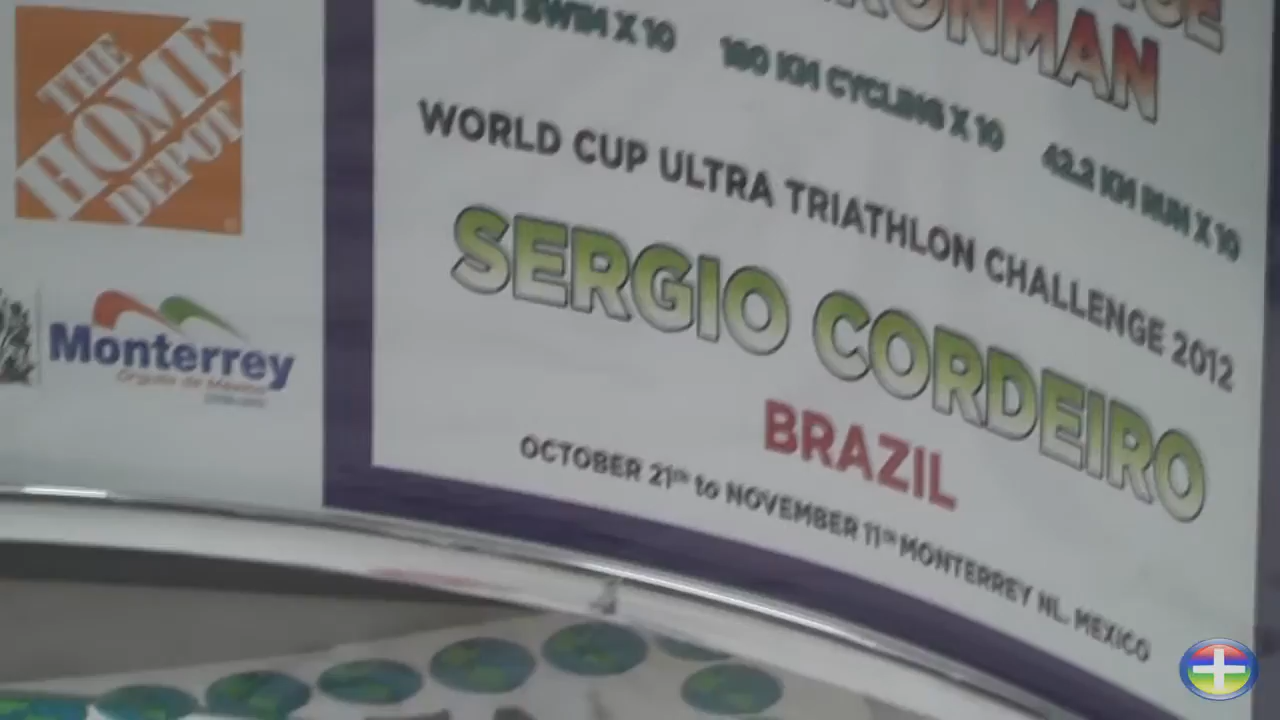 THE
HOME
DEPOT
Monterrey
IRONMAN
KM SWIM X 10 180 KM CYCLING X 10 42.2 KM RUN X 10
WORLD CUP ULTRA TRIATHLON CHALLENGE 2012
SERGIO CORDEIRO
BRAZIL
OCTOBER 21th to NOVEMBER 11th MONTERREY NL. MEXICO